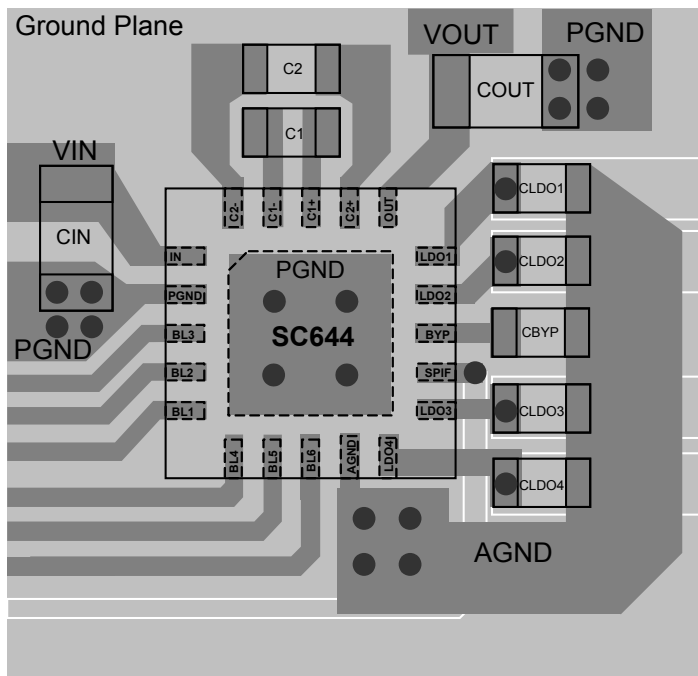 Ground Plane
VOUT
PGND
C2
COUT
C1
VIN
CLDO1
C2-
C1-
C1+
C2+
OUT
CIN
IN
LDO1
CLDO2
PGND
PGND
LDO2
SC644
BL3
BYP
CBYP
PGND
BL2
SPIF
BL1
LDO3
CLDO3
BL4
BL5
BL6
AGND
LDO4
CLDO4
AGND